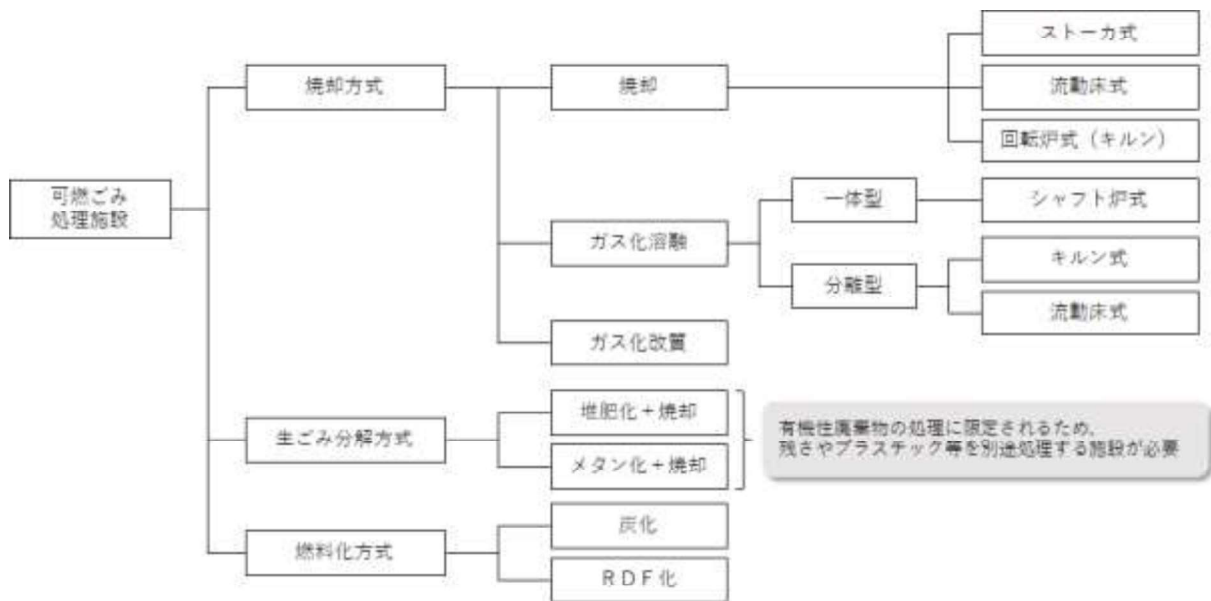 可燃ごみ
処理施設
焼却方式
焼却
ストーカ式
流動床式
回転炉式（キルン）
ガス化溶融
一体型
シャフト炉式
分離型
キルン式
流動床式
ガス化改質
生ごみ分解方式
堆肥化＋焼却
メタン化＋焼却
有機性廃棄物の処理に限定されるため，
残さやプラスチック等を別途処理する施設が必要
燃料化方式
炭化
ＲＤＦ化